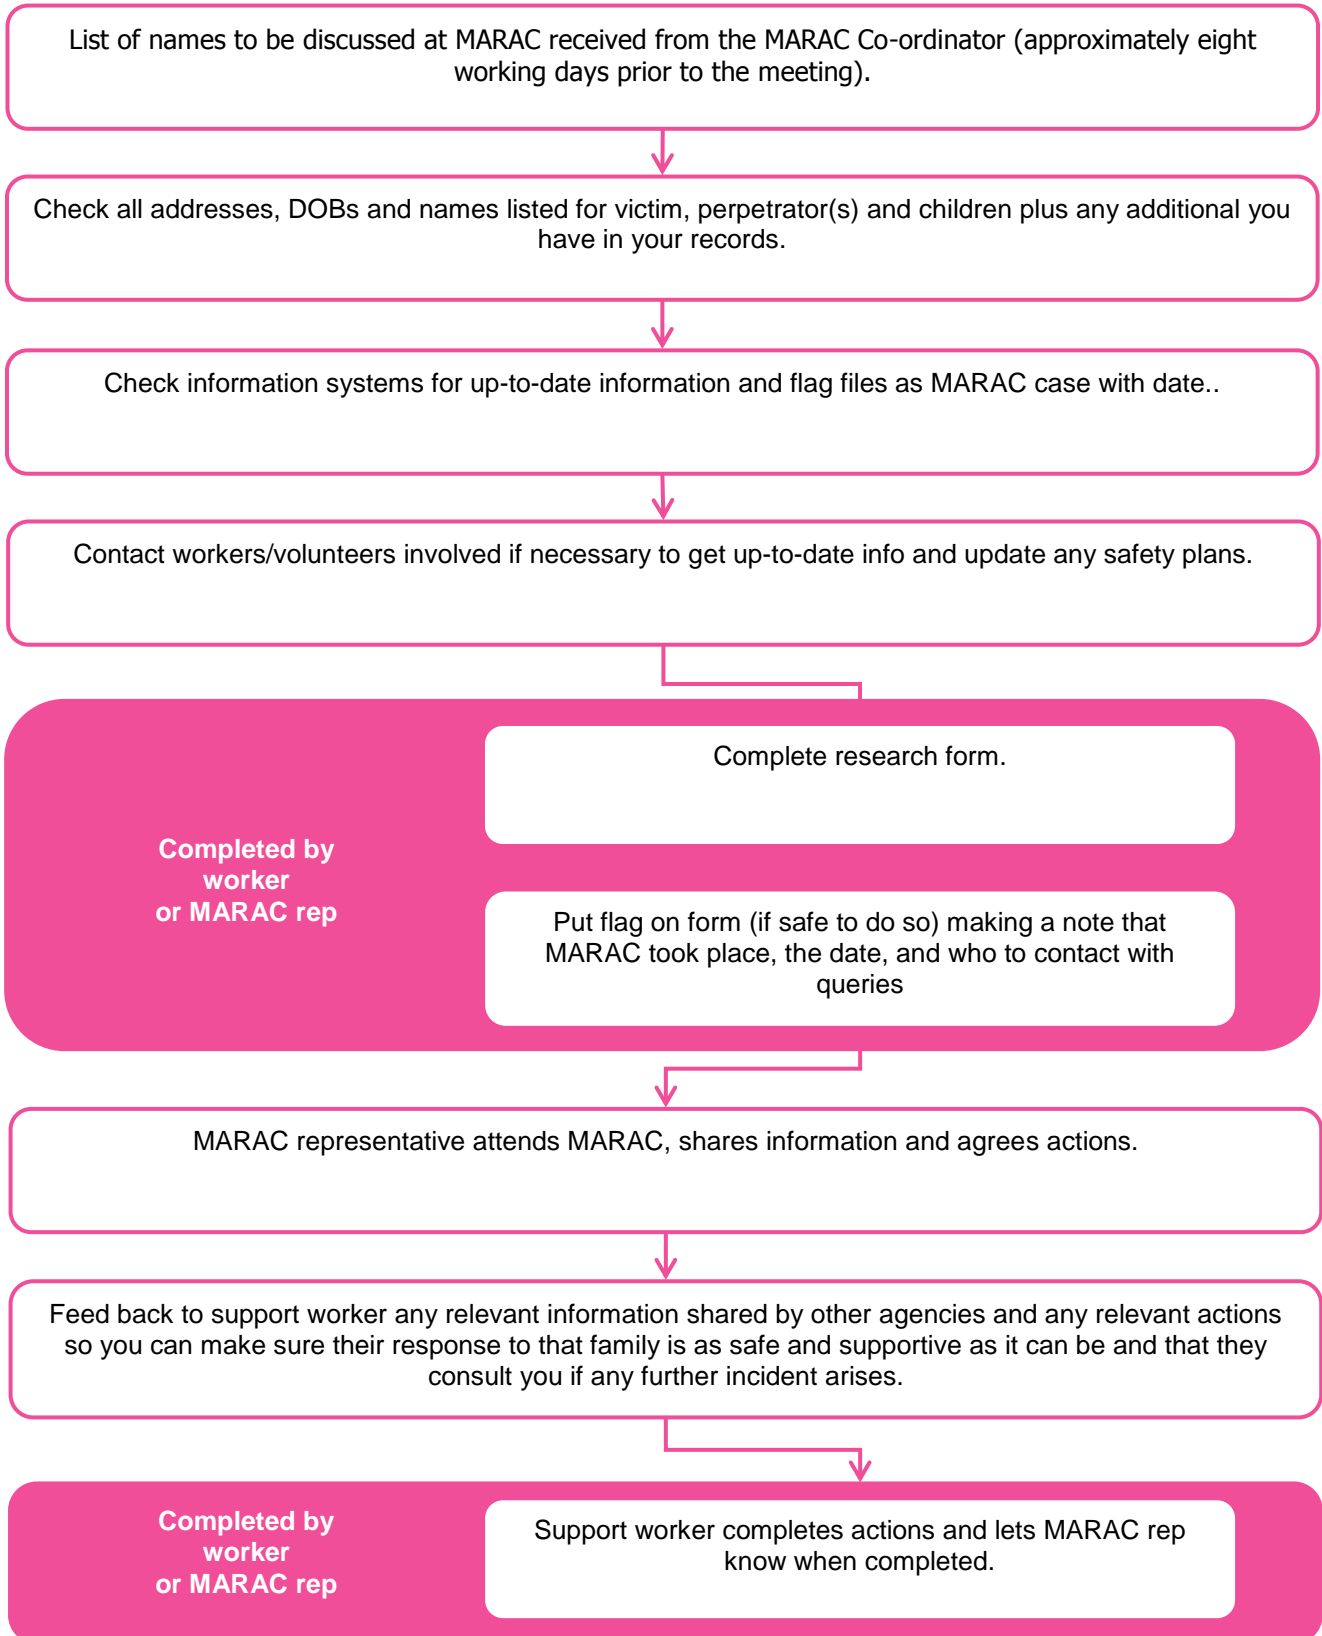 List of names to be discussed at MARAC received from the MARAC Co-ordinator (approximately eight
working days prior to the meeting).
Check all addresses, DOBs and names listed for victim, perpetrator(s) and children plus any additional you
have in your records.
Check information systems for up-to-date information and flag files as MARAC case with date..
Contact workers/volunteers involved if necessary to get up-to-date info and update any safety plans.
Complete research form.
Completed by
worker
or MARAC rep
Put flag on form (if safe to do so) making a note that
MARAC took place, the date, and who to contact with
queries
MARAC representative attends MARAC, shares information and agrees actions.
Feed back to support worker any relevant information shared by other agencies and any relevant actions
so you can make sure their response to that family is as safe and supportive as it can be and that they
consult you if any further incident arises.
Completed by
worker
or MARAC rep
Support worker completes actions and lets MARAC rep
know when completed.